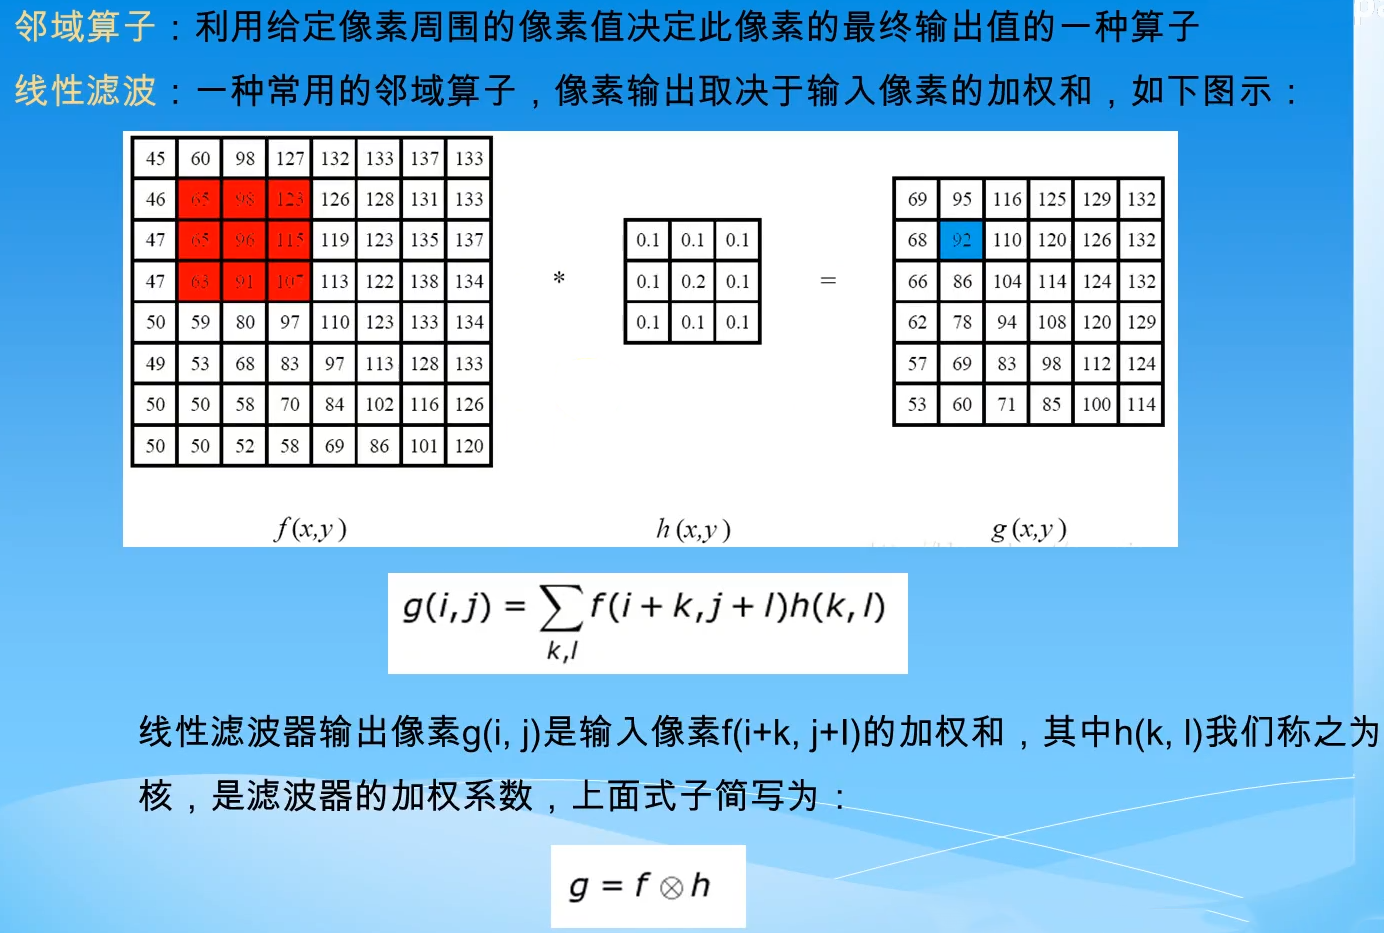 邻域算子：利用给定像素周围的像素值决定此像素的最终输出值的一种算子
线性滤波：一种常用的邻域算子，像素输出取决于输入像素的加权和，如下图示：
45 60 98 127 132 133 137 133
46 65 98 123 126 128 131 133
47 65 96 115 119 123 135 137
47 63 91 107 113 122 138 134
50 59 80 97 110 123 133 134
49 53 68 83 97 113 128 133
50 50 58 70 84 102 116 126
50 50 52 58 69 86 101 120
*
0.1 0.1 0.1
0.1 0.2 0.1
0.1 0.1 0.1
=
69 95 116 125 129 132
68 92 110 120 126 132
66 86 104 114 124 132
62 78 94 108 120 129
57 69 83 98 112 124
53 60 71 85 100 114
f(x,y) h(x,y) g(x,y)
g(i,j) = ∑ f(i+k,j+l)h(k,l)
k,l
线性滤波器输出像素g(i, j)是输入像素f(i+k, j+l)的加权和，其中h(k, l)我们称之为
核，是滤波器的加权系数，上面式子简写为：
g = f ⊗ h